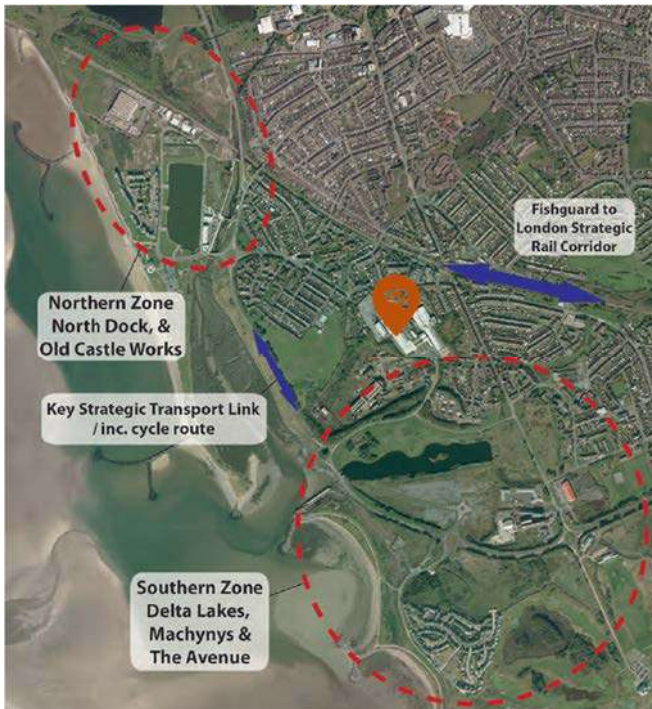 Fishguard to
London Strategic
Rail Corridor
Northern Zone
North Dock, &
Old Castle Works
Key Strategic Transport Link
/ inc. cycle route
Southern Zone
Delta Lakes,
Machynys &
The Avenue